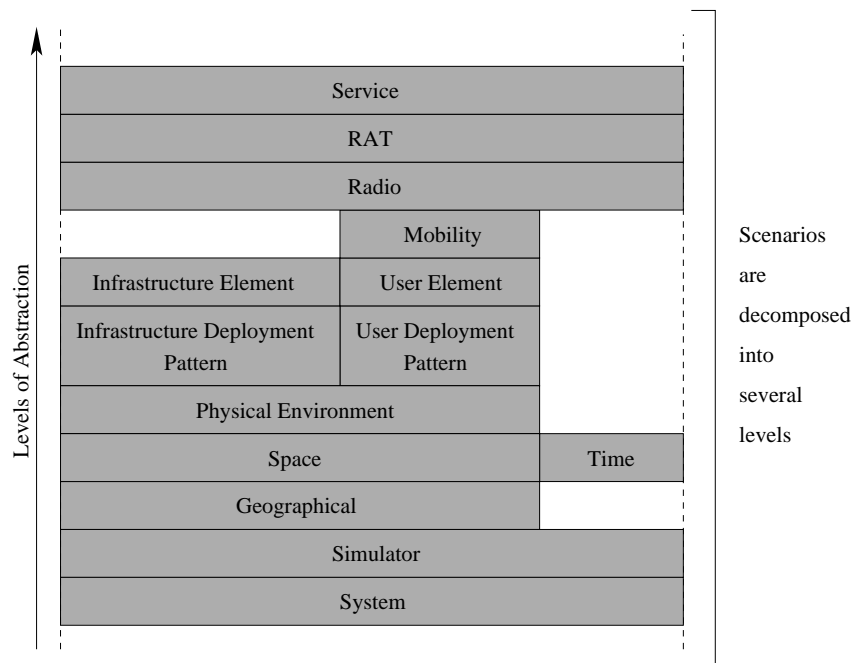 Service
RAT
Radio
Mobility
Infrastructure Element
User Element
Infrastructure Deployment
Pattern
User Deployment
Pattern
Physical Environment
Space
Time
Geographical
Simulator
System
Levels of Abstraction
Scenarios
are
decomposed
into
several
levels